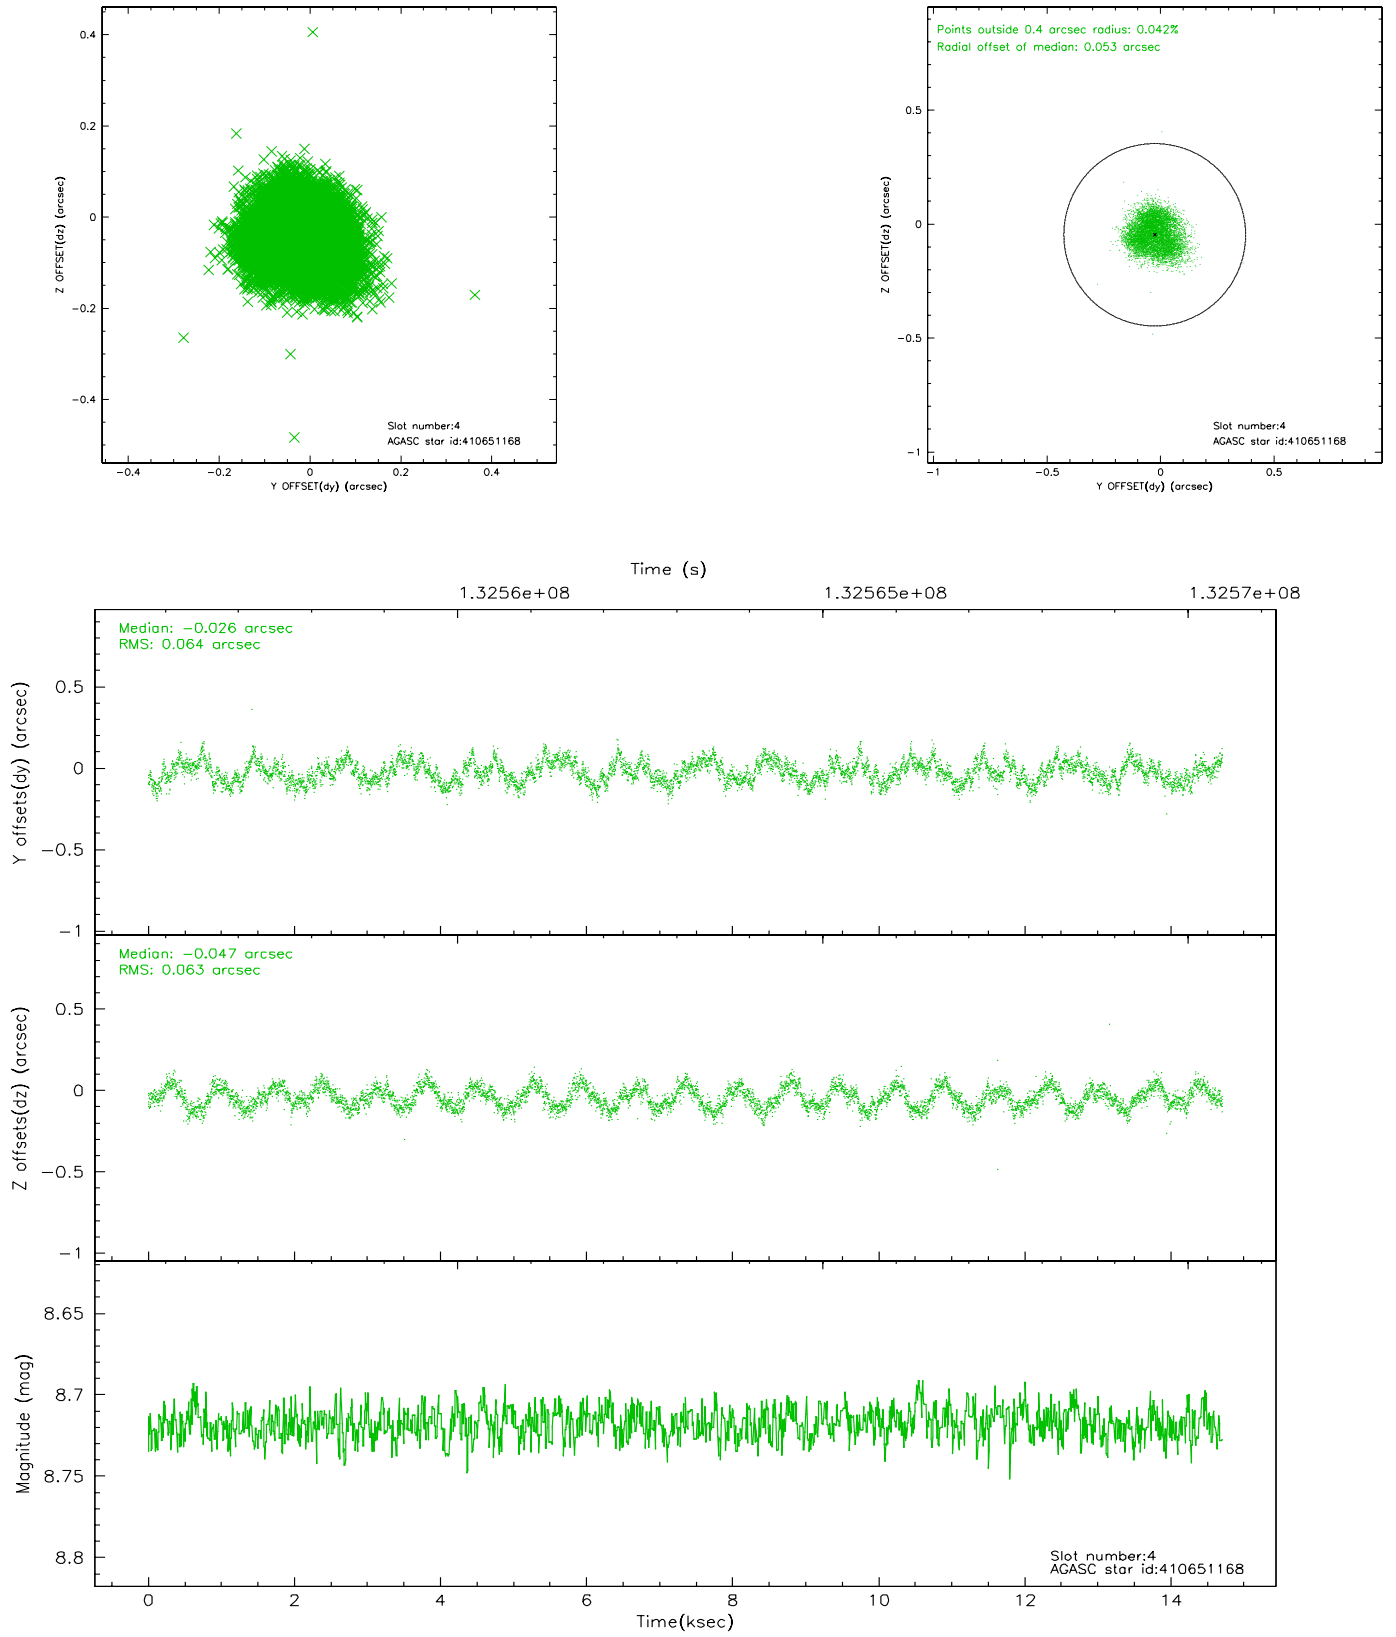 0.4
0.2
0
-0.2
-0.4
Z OFFSET(dz) (arcsec)
Slot number:4
AGASC star id:410651168
-0.4 -0.2 0 0.2 0.4
Y OFFSET(dy) (arcsec)
Points outside 0.4 arcsec radius: 0.042%
Radial offset of median: 0.053 arcsec
0.5
0
-0.5
-1
Z OFFSET(dz) (arcsec)
Slot number:4
AGASC star id:410651168
-1 -0.5 0 0.5
Y OFFSET(dy) (arcsec)
Time (s)
1.3256e+08 1.32565e+08 1.3257e+08
Median: -0.026 arcsec
RMS: 0.064 arcsec
0.5
0
-0.5
-1
Y offsets(dy) (arcsec)
Median: -0.047 arcsec
RMS: 0.063 arcsec
0.5
0
-0.5
-1
Z offsets(dz) (arcsec)
8.65
8.7
8.75
8.8
Magnitude (mag)
Slot number:4
AGASC star id:410651168
0 2 4 6 8 10 12 14
Time(ksec)